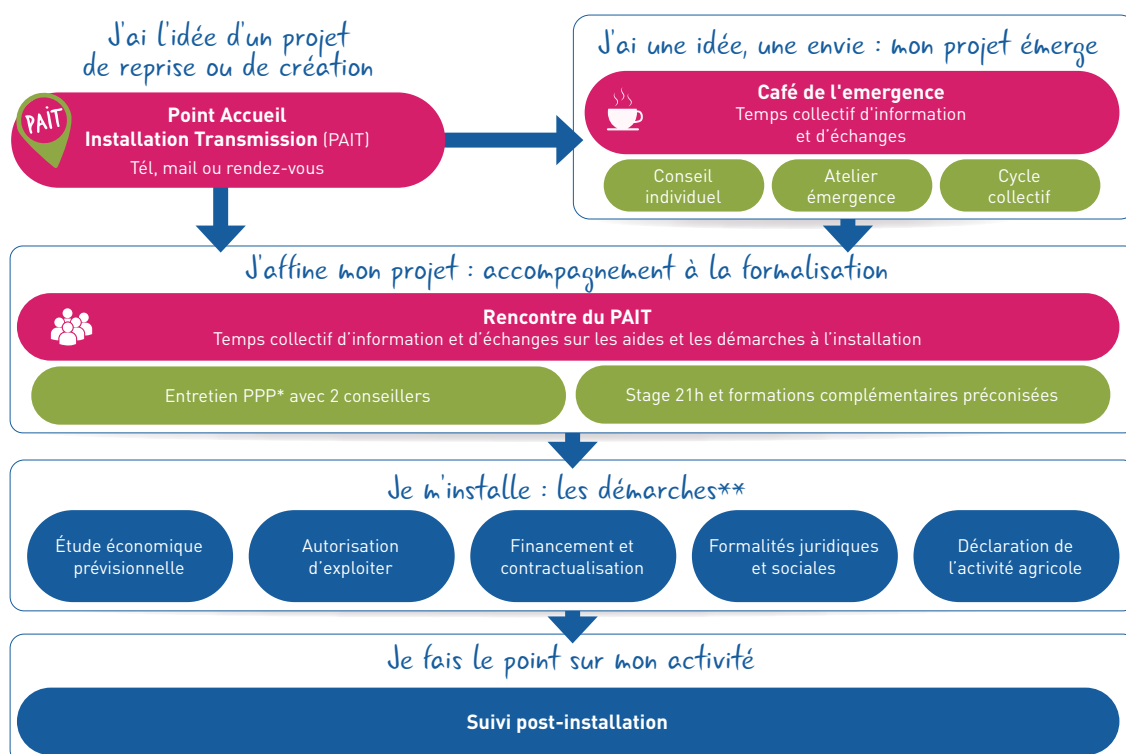 J'ai l'idée d'un projet
de reprise ou de création
PAiT
Point Accueil
Installation Transmission (PAIT)
Tél, mail ou rendez-vous
J'ai une idée, une envie : mon projet émerge
Café de l'emergence
Temps collectif d'information
et d'échanges
Conseil
individuel
Atelier
émergence
Cycle
collectif
J'affine mon projet : accompagnement à la formalisation
Rencontre du PAIT
Temps collectif d'information et d'échanges sur les aides et les démarches à l'installation
Entretien PPP* avec 2 conseillers
Stage 21h et formations complémentaires préconisées
Je m'installe : les démarches**
Étude économique
prévisionnelle
Autorisation
d'exploiter
Financement et
contractualisation
Formalités juridiques
et sociales
Déclaration de
l'activité agricole
Je fais le point sur mon activité
Suivi post-installation